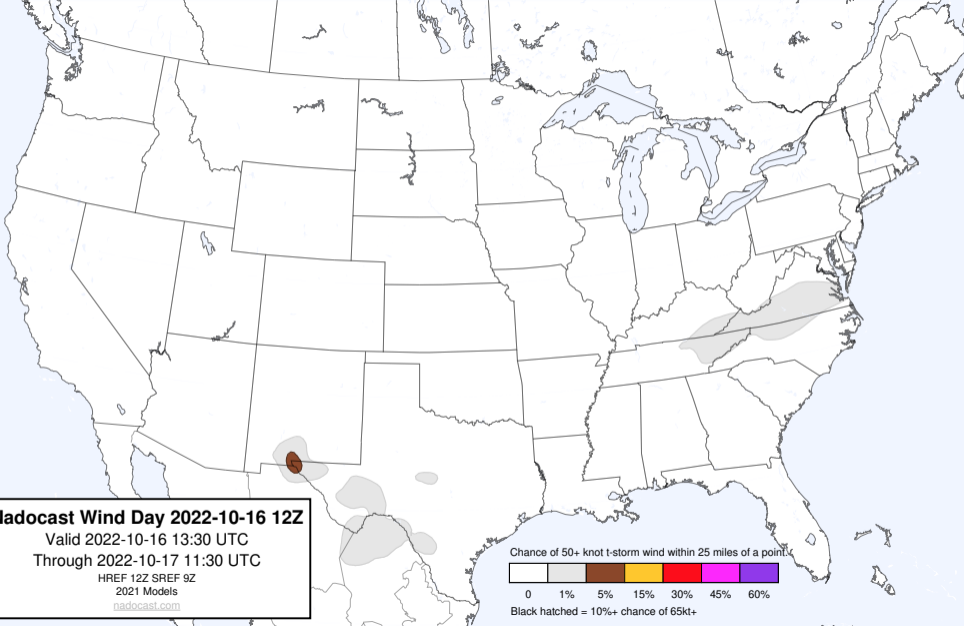 adocast Wind Day 2022-10-16 12Z
Valid 2022-10-16 13:30 UTC
Through 2022-10-17 11:30 UTC
HREF 12Z SREF 9Z
2021 Models
nadocast.com
Chance of 50+ knot t-storm wind within 25 miles of a point.
0 1% 5% 15% 30% 45% 60%
Black hatched = 10%+ chance of 65kt+